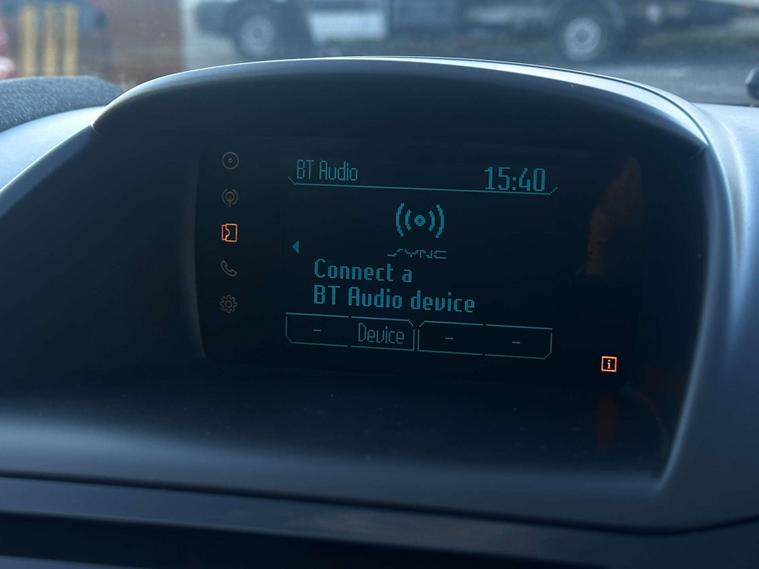 BT Audio 15:40
SYNC
Connect a
BT Audio device
- Device - -
i